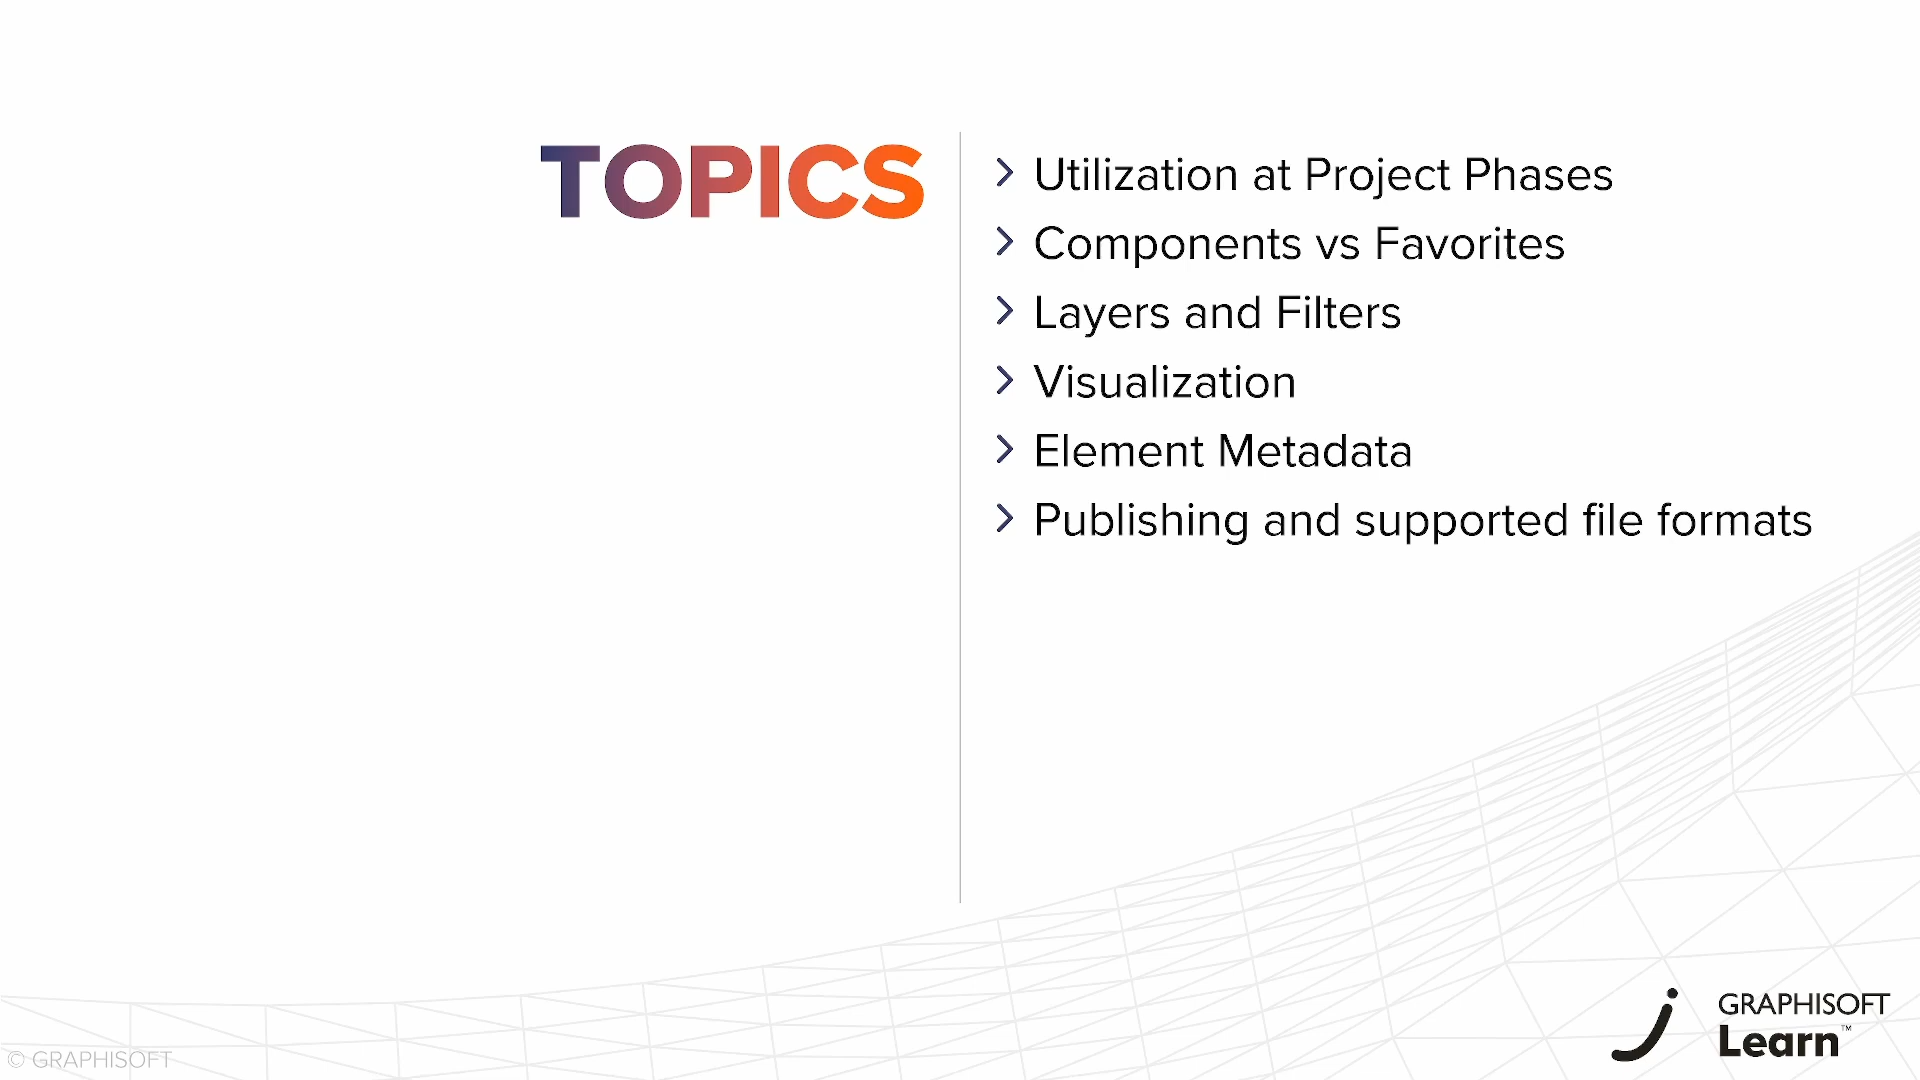 TOPICS
Utilization at Project Phases
Components vs Favorites
Layers and Filters
Visualization
Element Metadata
Publishing and supported file formats
GRAPHISOFT
Learn™
© GRAPHISOFT